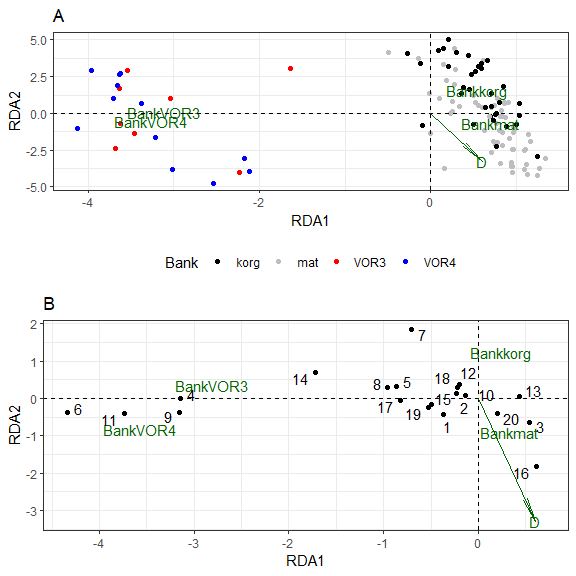 A
5.0
2.5
0.0
-2.5
-5.0
RDA2
Bankkorg
BankVOR3
BankVOR4
Bankmat
D
-4
-2
0
RDA1
Bank
korg
mat
VOR3
VOR4
B
2
1
0
-1
-2
-3
RDA2
7
Bankkorg
14
8
5
18
12
BankVOR3
4
13
6
17
15
10
2
11
9
19
20
3
BankVOR4
1
Bankmat
16
D
-4
-3
-2
-1
0
RDA1